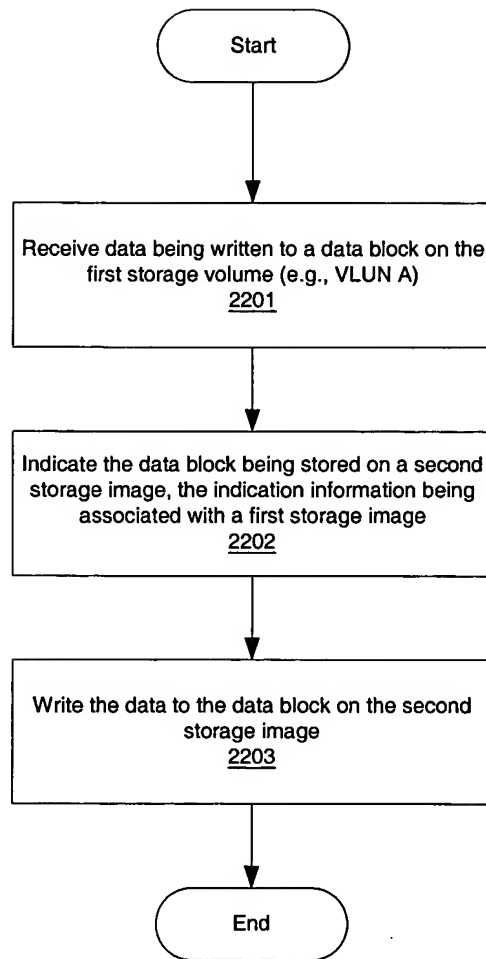 Start
Receive data being written to a data block on the
first storage volume (e.g., VLUN A)
2201
Indicate the data block being stored on a second
storage image, the indication information being
associated with a first storage image
2202
Write the data to the data block on the second
storage image
2203
End